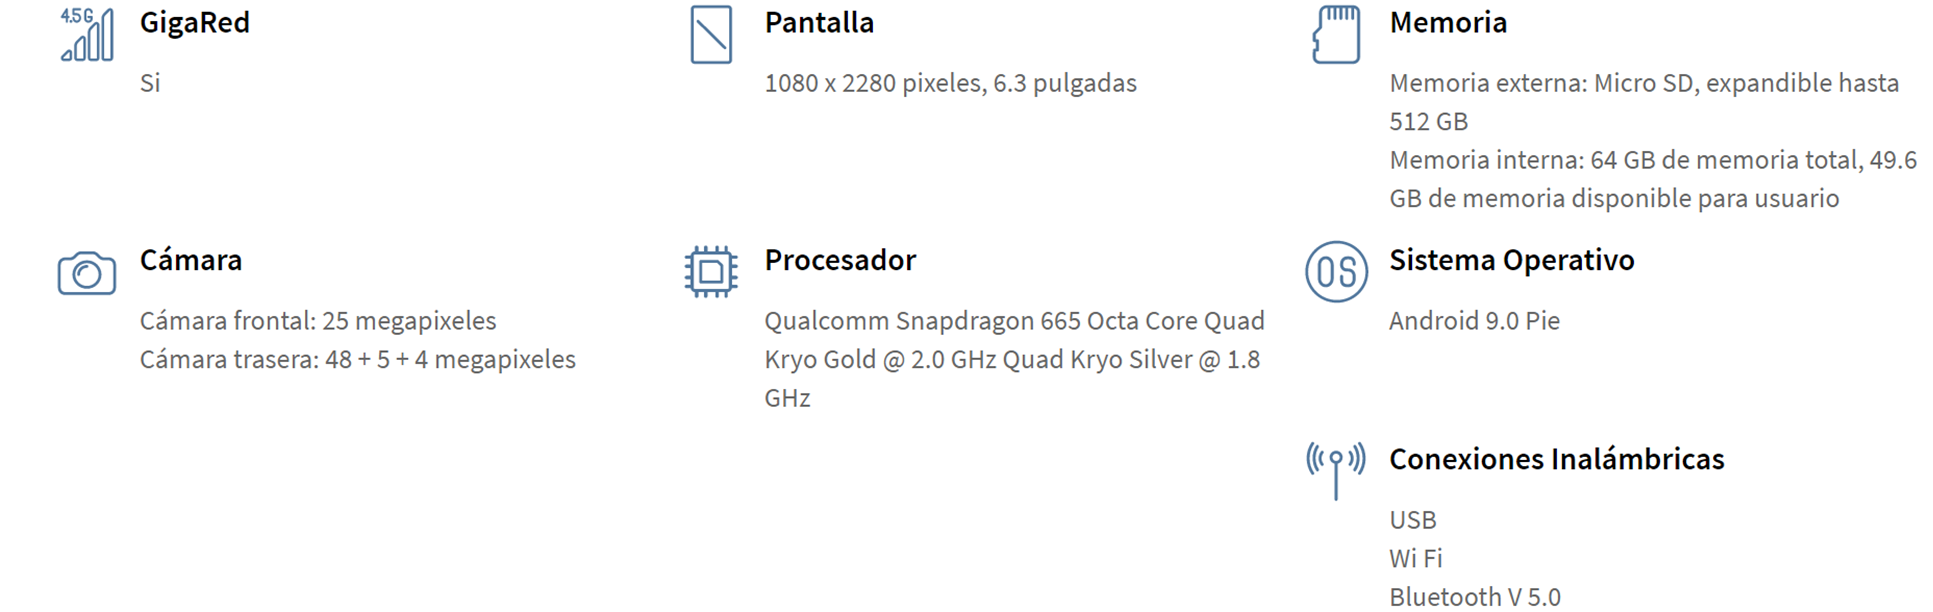 4.5G
GigaRed
Si
Pantalla
1080 x 2280 pixeles, 6.3 pulgadas
Memoria
Memoria externa: Micro SD, expandible hasta
512 GB
Memoria interna: 64 GB de memoria total, 49.6
GB de memoria disponible para usuario
Cámara
Cámara frontal: 25 megapixeles
Cámara trasera: 48 + 5 + 4 megapixeles
Procesador
Qualcomm Snapdragon 665 Octa Core Quad
Kryo Gold @ 2.0 GHz Quad Kryo Silver @ 1.8
GHz
OS
Sistema Operativo
Android 9.0 Pie
Conexiones Inalámbricas
USB
Wi Fi
Bluetooth V 5.0